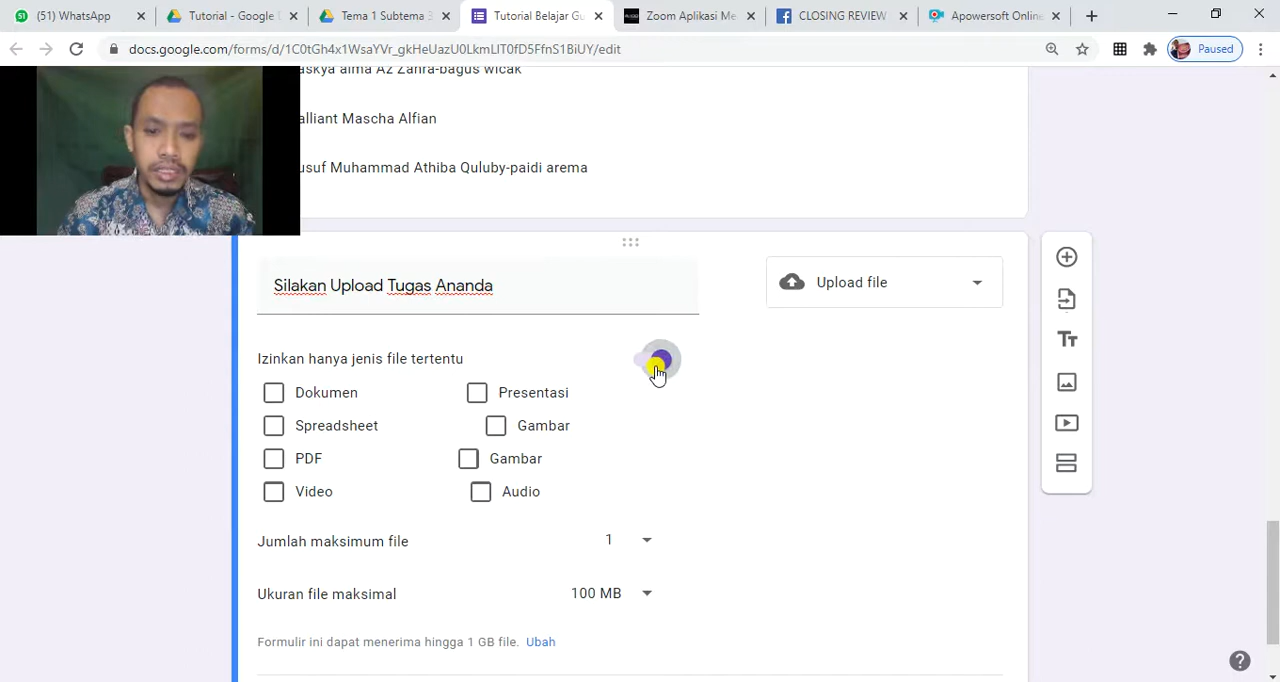 (51) WhatsApp
Tutorial - Google
Tema 1 Subtema 3
Tutorial Belajar Gu
Zoom Aplikasi Me
CLOSING REVIEW
Apowersoft Online
docs.google.com/forms/d/1C0tGh4x1WsaYVr_gkHeUazU0LkmLlT0fD5FfnS1BiUY/edit
Paused
askya alma Az Zahra-bagus wicak
alliant Mascha Alfian
usuf Muhammad Athiba Quluby-paidi arema
Silakan Upload Tugas Ananda
Upload file
Izinkan hanya jenis file tertentu
Dokumen
Presentasi
Spreadsheet
Gambar
PDF
Gambar
Video
Audio
Jumlah maksimum file
1
Ukuran file maksimal
100 MB
Formulir ini dapat menerima hingga 1 GB file. Ubah